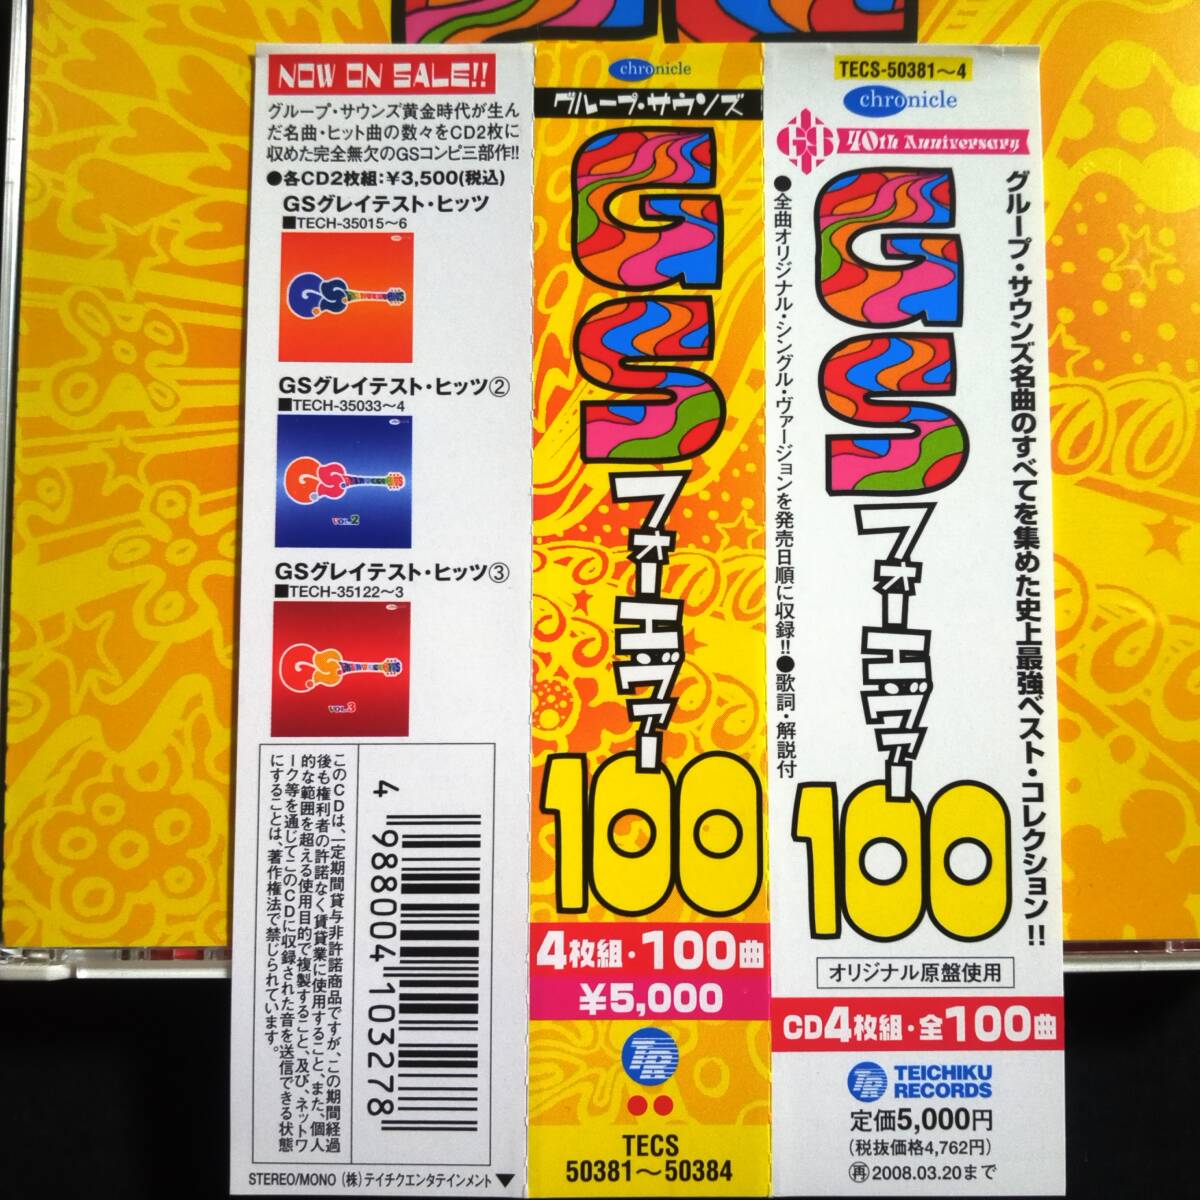 NOW ON SALE!!
グループ・サウンズ黄金時代が生ん
だ名曲・ヒット曲の数々をCD2枚に
収めた完全無欠のGSコンピ三部作!!
●各CD2枚組:¥3,500(税込)
GSグレイテスト・ヒッツ
■TECH-35015〜6
GSグレイテスト・ヒッツ②
■TECH-35033〜4
VOL.2
GSグレイテスト・ヒッツ③
■TECH-35122〜3
VOL.3
このCDは、一定期間貸与非許諾商品ですが、この期間経過
後も権利者の許諾なく賃貸業に使用すること、また、個人
的な範囲を超える使用目的で複製すること、及び、ネットワ
ーク等を通じてこのCDに収録された音を送信できる状態
にすることは、著作権法で禁じられています。
4 988004 103278
STEREO/MONO (株)テイチクエンタテインメント▼
chronicle
グループ・サウンズ
GS
フォーエヴァー
100
4枚組・100曲
¥5,000
TECS
50381〜50384
TECS-50381〜4
chronicle
GS 40th Anniversary
グループ・サウンズ名曲のすべてを集めた史上最強ベスト・コレクション!!
GS
フォーエヴァー
100
●全曲オリジナル・シングル・ヴァージョンを発売日順に収録!!●歌詞・解説付
オリジナル原盤使用
CD4枚組・全100曲
TEICHIKU
RECORDS
定価5,000円
(税抜価格4,762円)
再2008.03.20まで